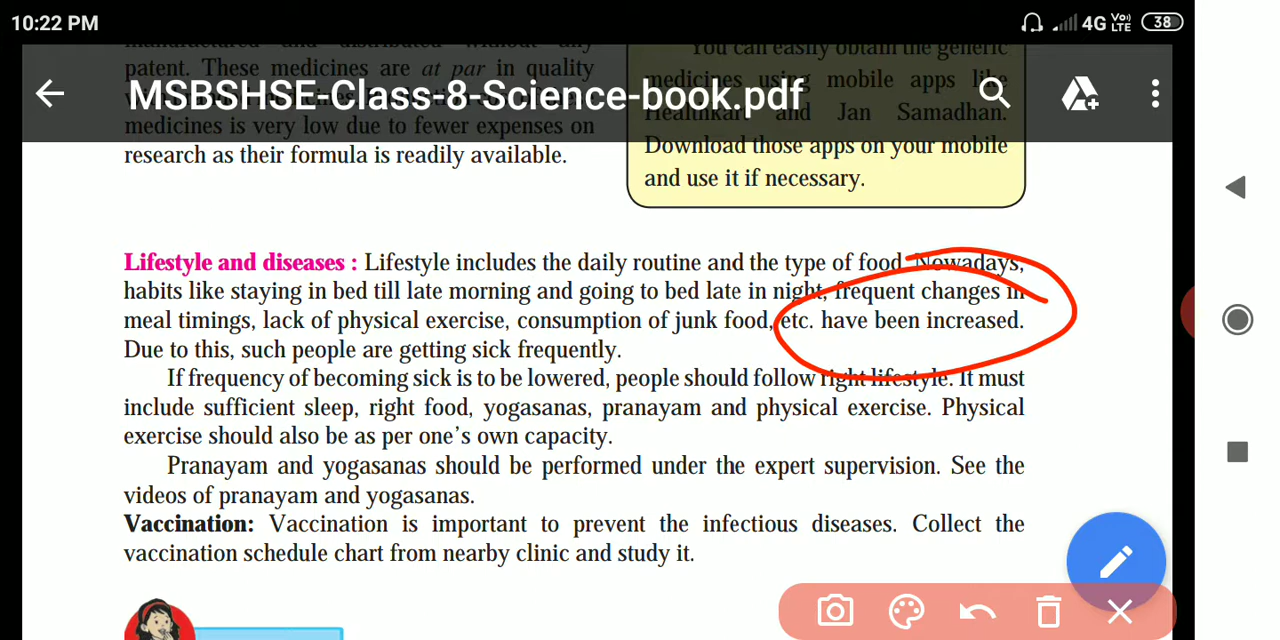 10:22 PM
4G Vo) LTE 38
manufactured and distributed without any
patent. These medicines are at par in quality
MSBSHSE-Class-8-Science-book.pdf
medicines is very low due to fewer expenses on
research as their formula is readily available.
You can easily obtain the generic
medicines using mobile apps like
Healthkart and Jan Samadhan.
Download those apps on your mobile
and use it if necessary.
Lifestyle and diseases : Lifestyle includes the daily routine and the type of food. Nowadays,
habits like staying in bed till late morning and going to bed late in night, frequent changes in
meal timings, lack of physical exercise, consumption of junk food, etc. have been increased.
Due to this, such people are getting sick frequently.
If frequency of becoming sick is to be lowered, people should follow right lifestyle. It must
include sufficient sleep, right food, yogasanas, pranayam and physical exercise. Physical
exercise should also be as per one's own capacity.
Pranayam and yogasanas should be performed under the expert supervision. See the
videos of pranayam and yogasanas.
Vaccination: Vaccination is important to prevent the infectious diseases. Collect the
vaccination schedule chart from nearby clinic and study it.